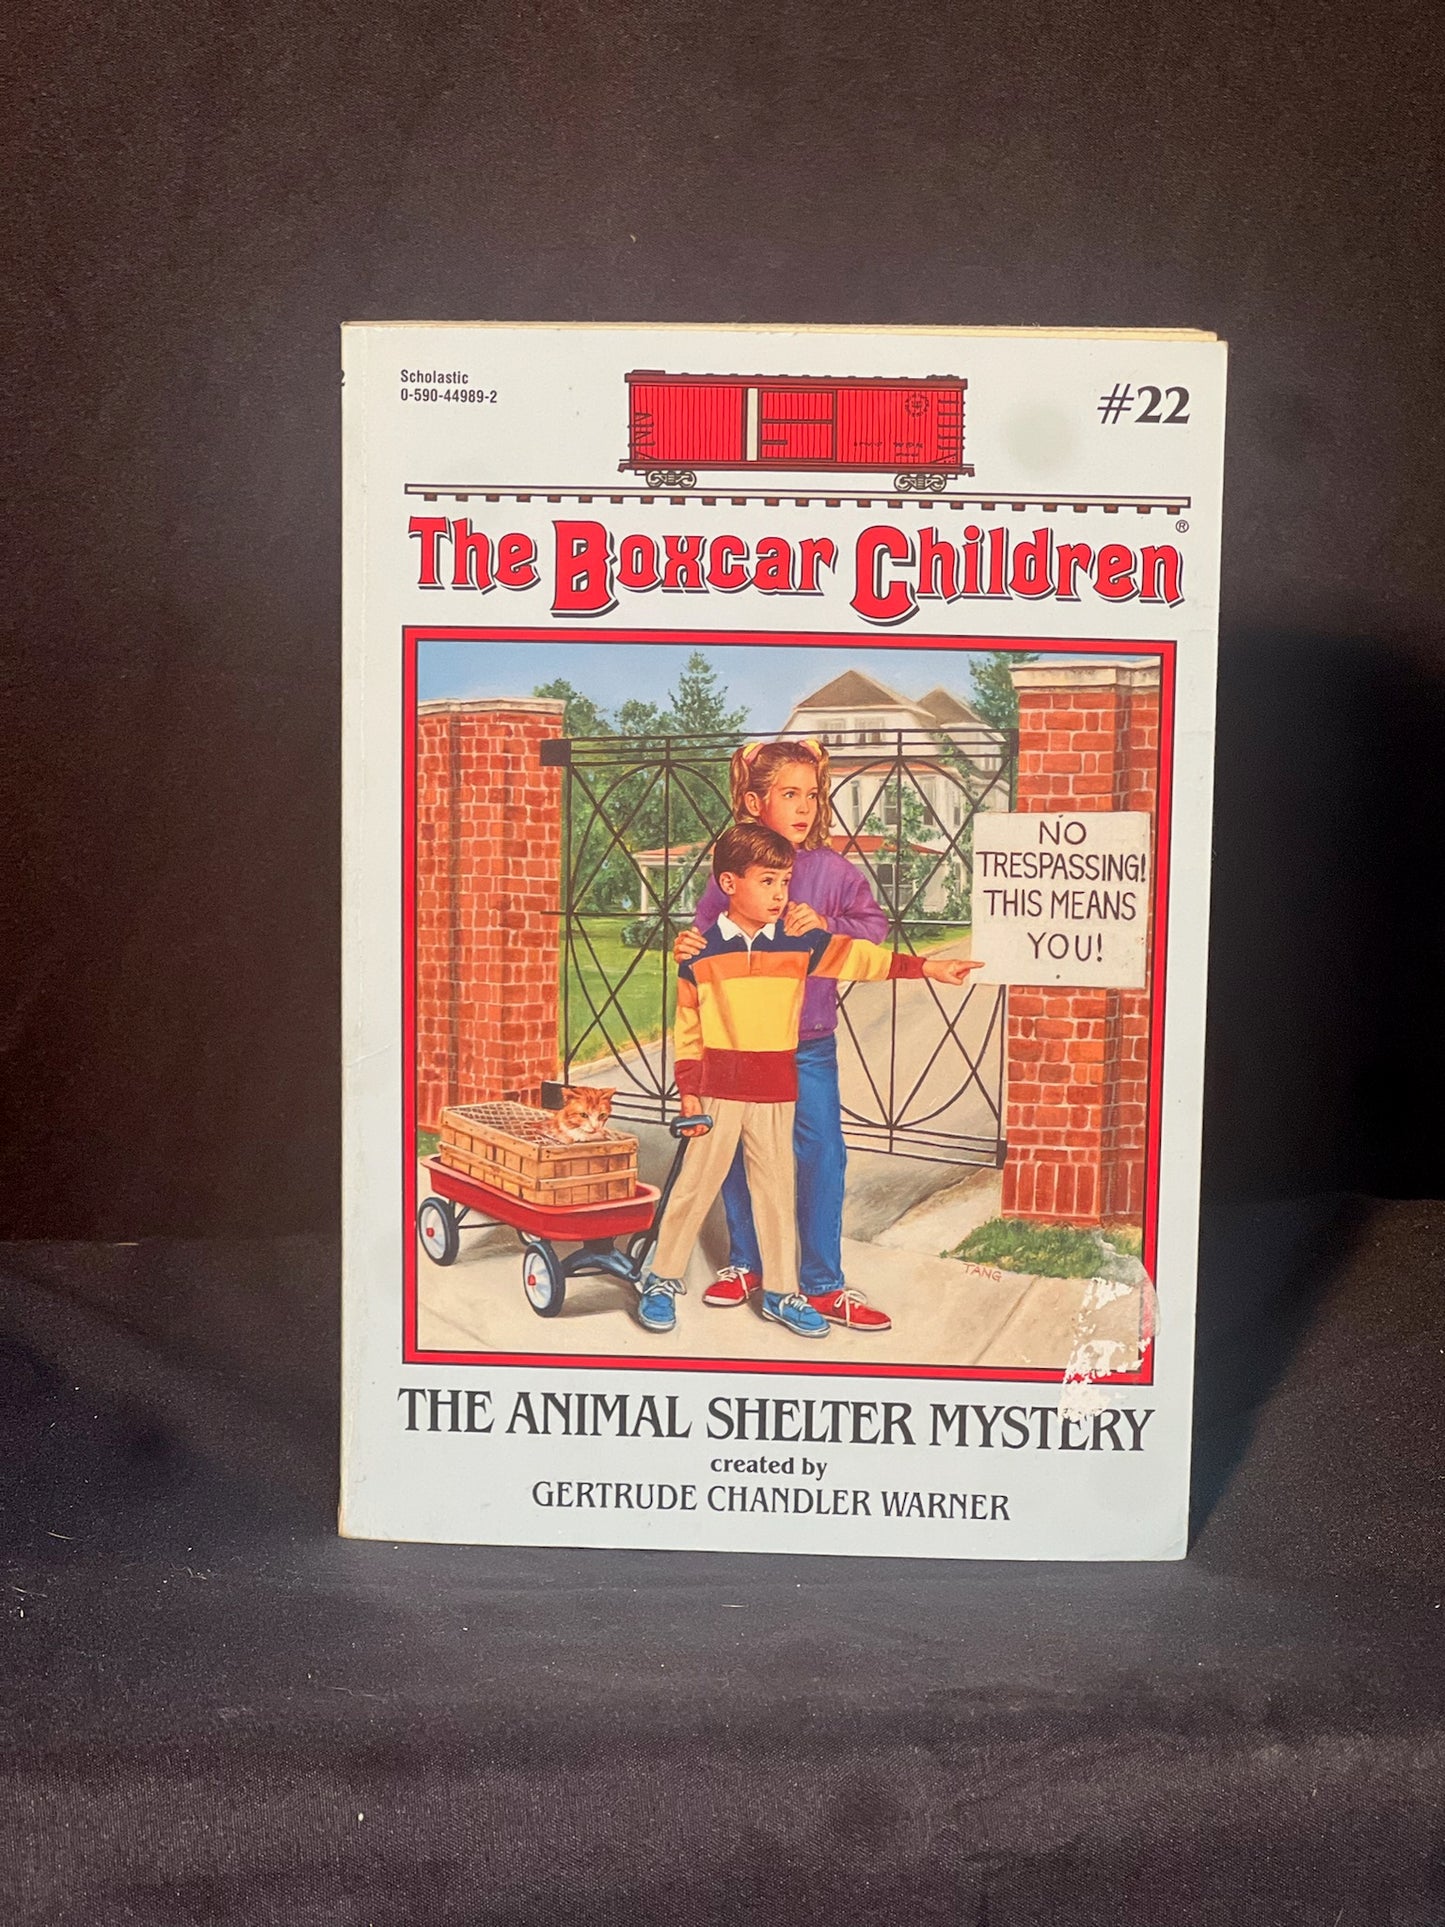 Scholastic
0-590-44989-2
#22
The Boxcar Children®
NO
TRESPASSING!
THIS MEANS
YOU!
TANG
THE ANIMAL SHELTER MYSTERY
created by
GERTRUDE CHANDLER WARNER